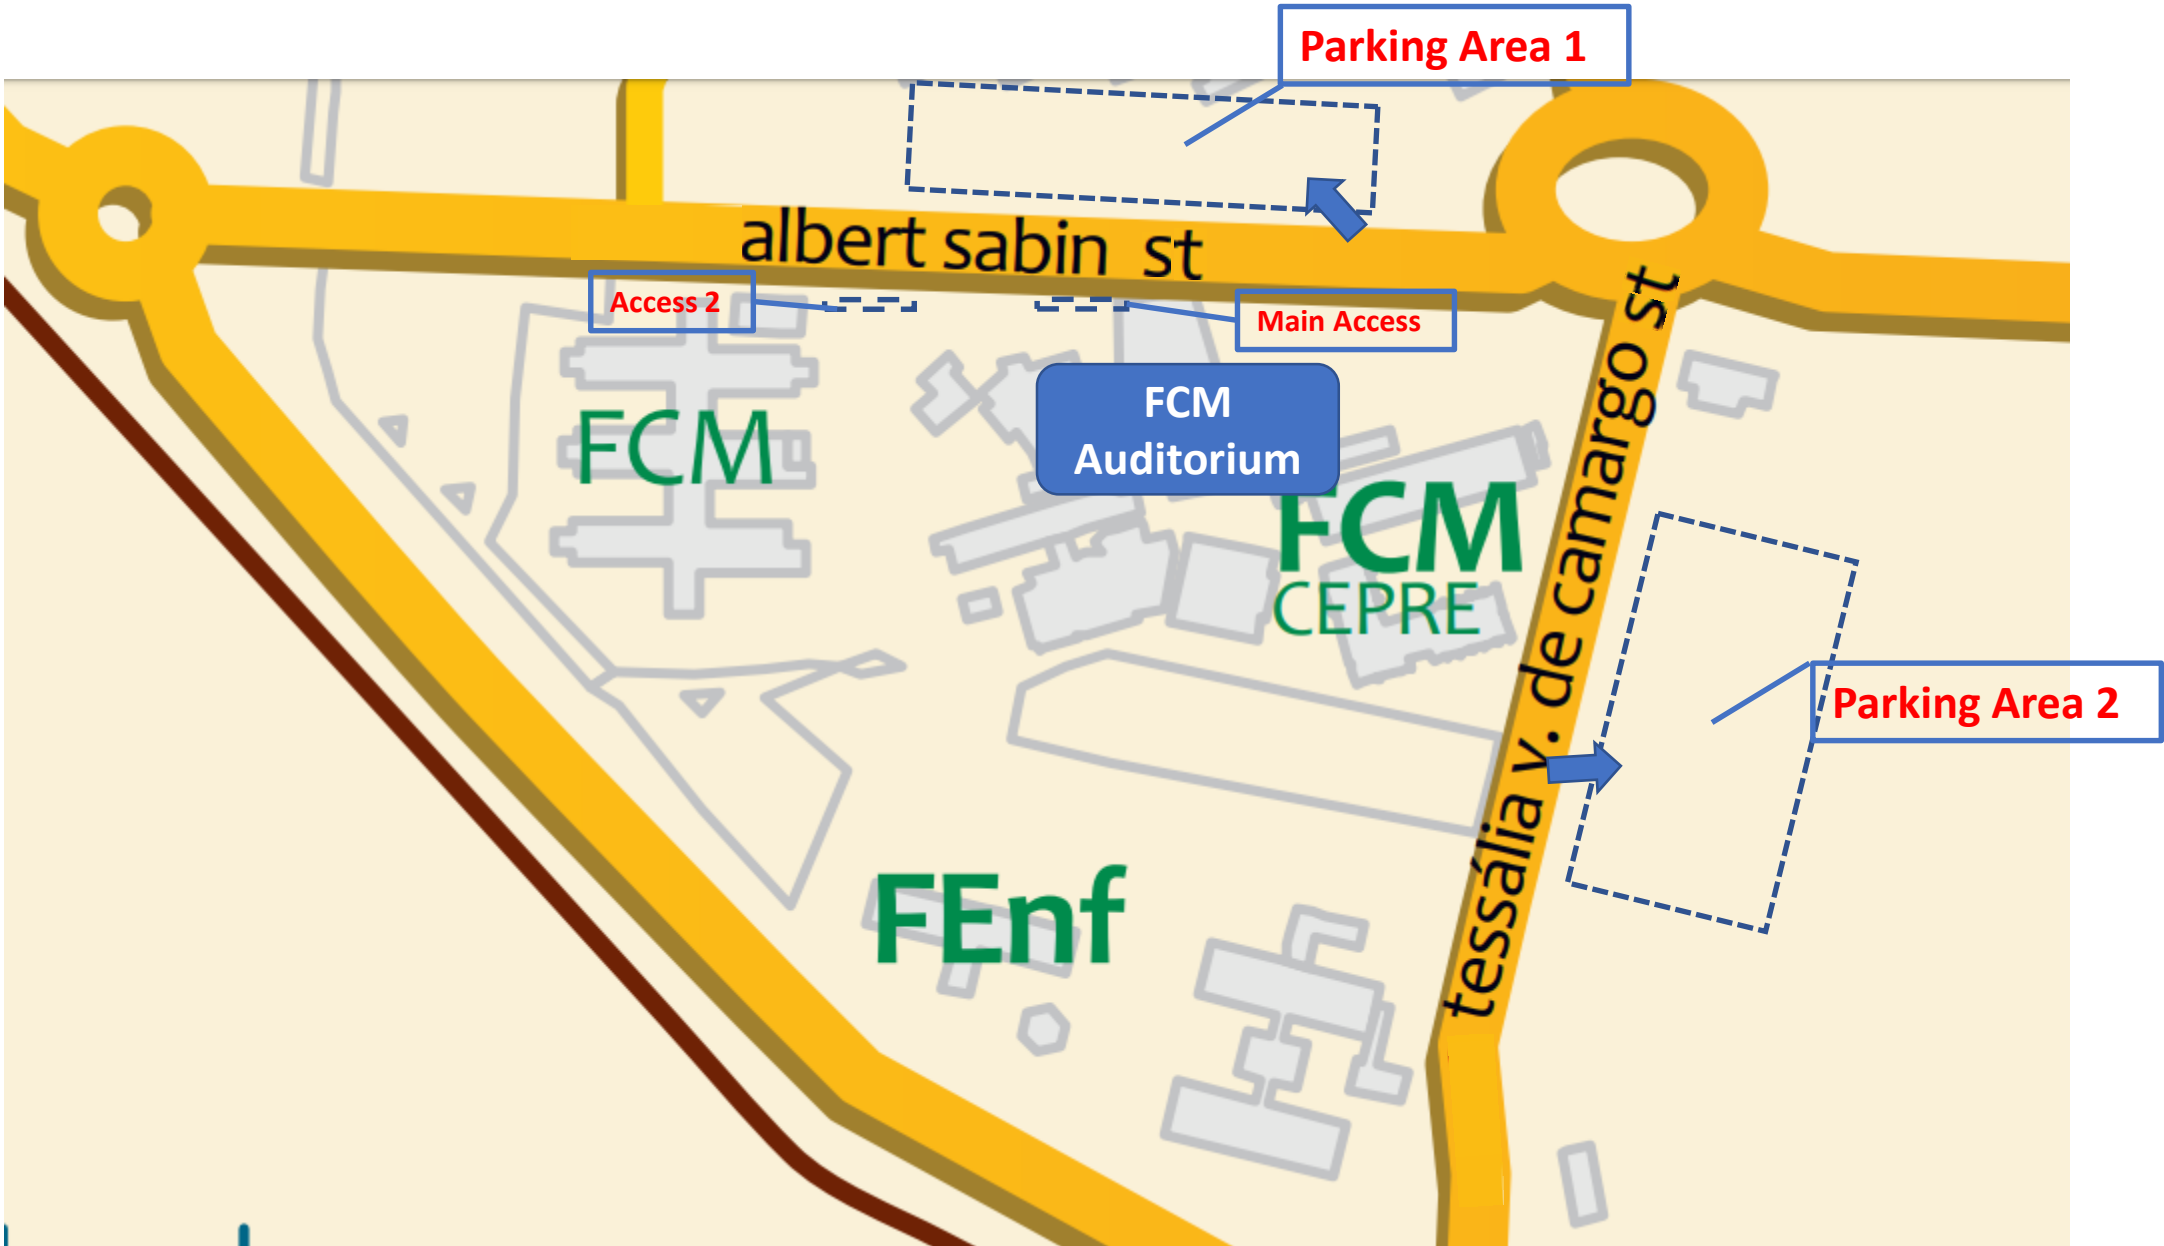 Parking Area 1
albert sabin st
Access 2
Main Access
FCM
Auditorium
FCM
FCM
CEPRE
tessália v. de camargo st
Parking Area 2
FEnf